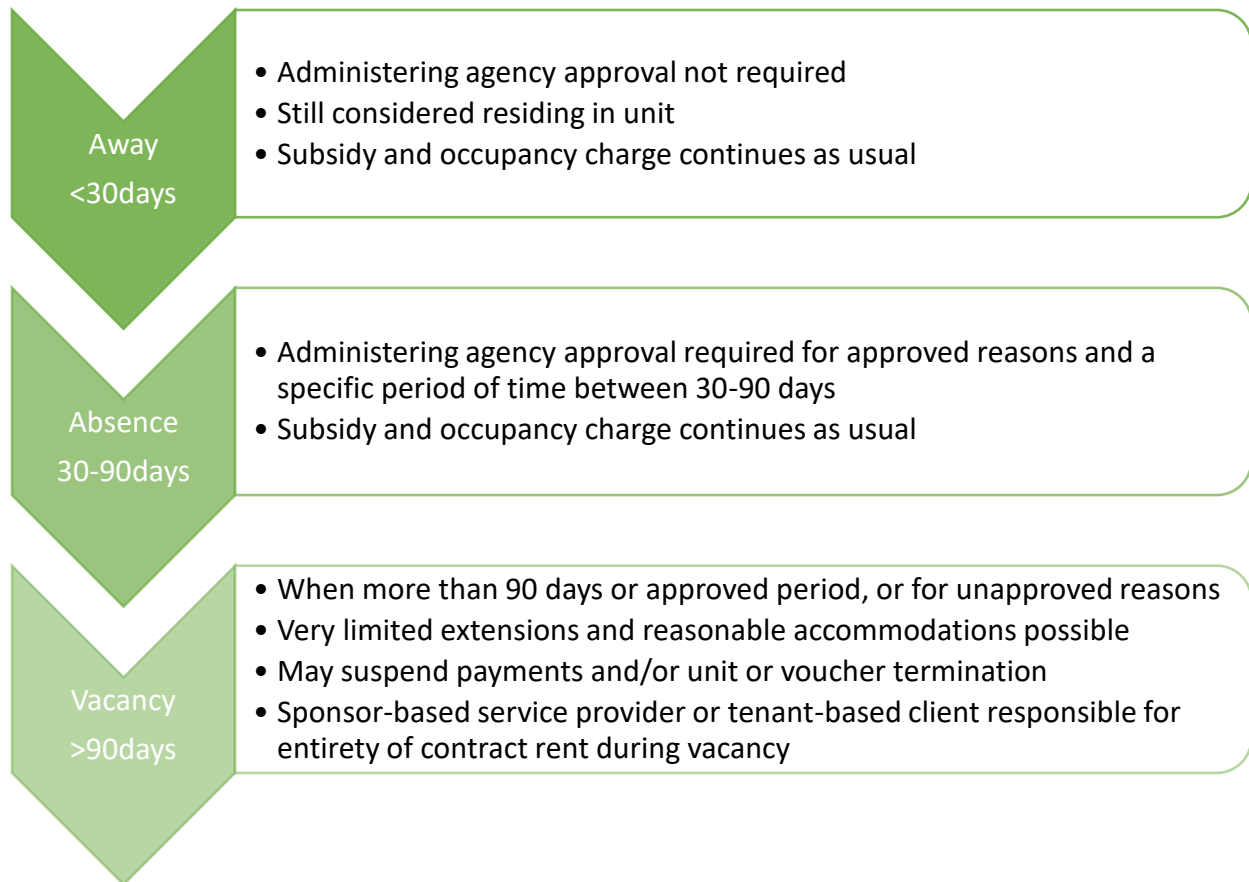 Away
<30days
• Administering agency approval not required
• Still considered residing in unit
• Subsidy and occupancy charge continues as usual
Absence
30-90days
• Administering agency approval required for approved reasons and a
specific period of time between 30-90 days
• Subsidy and occupancy charge continues as usual
Vacancy
>90days
• When more than 90 days or approved period, or for unapproved reasons
• Very limited extensions and reasonable accommodations possible
• May suspend payments and/or unit or voucher termination
• Sponsor-based service provider or tenant-based client responsible for
entirety of contract rent during vacancy